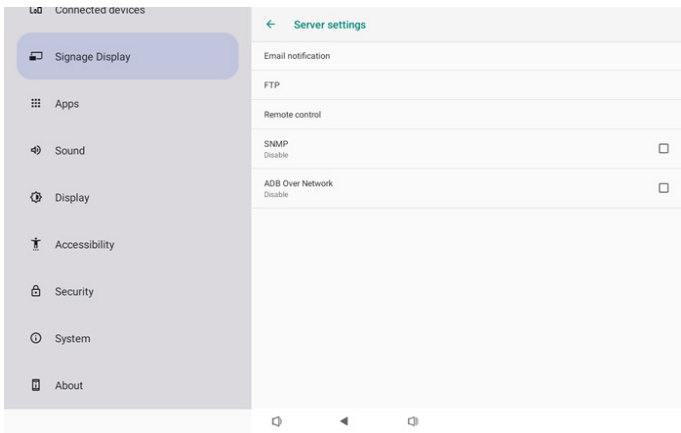 Connected devices
Signage Display
Apps
Sound
Display
Accessibility
Security
System
About
Server settings
Email notification
FTP
Remote control
SNMP
Disable
ADB Over Network
Disable